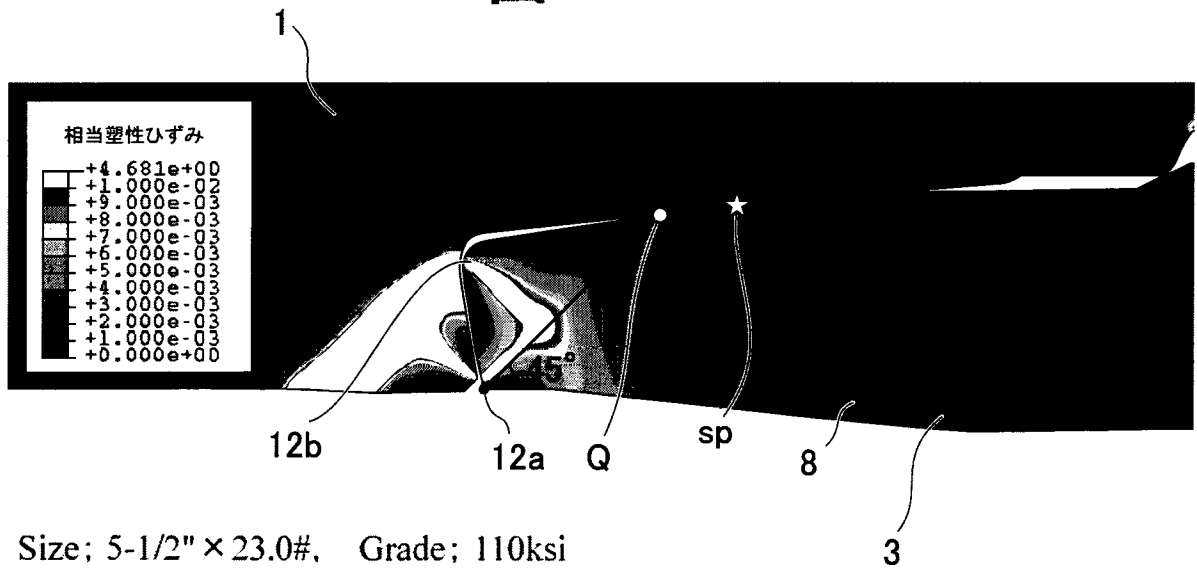 1
相当塑性ひずみ
+4.681e+00
+1.000e-02
+9.000e-03
+8.000e-03
+7.000e-03
+6.000e-03
+5.000e-03
+4.000e-03
+3.000e-03
+2.000e-03
+1.000e-03
+0.000e+00
45°
12b
12a
Q
sp
8
3
Size; 5-1/2" × 23.0#, Grade; 110ksi